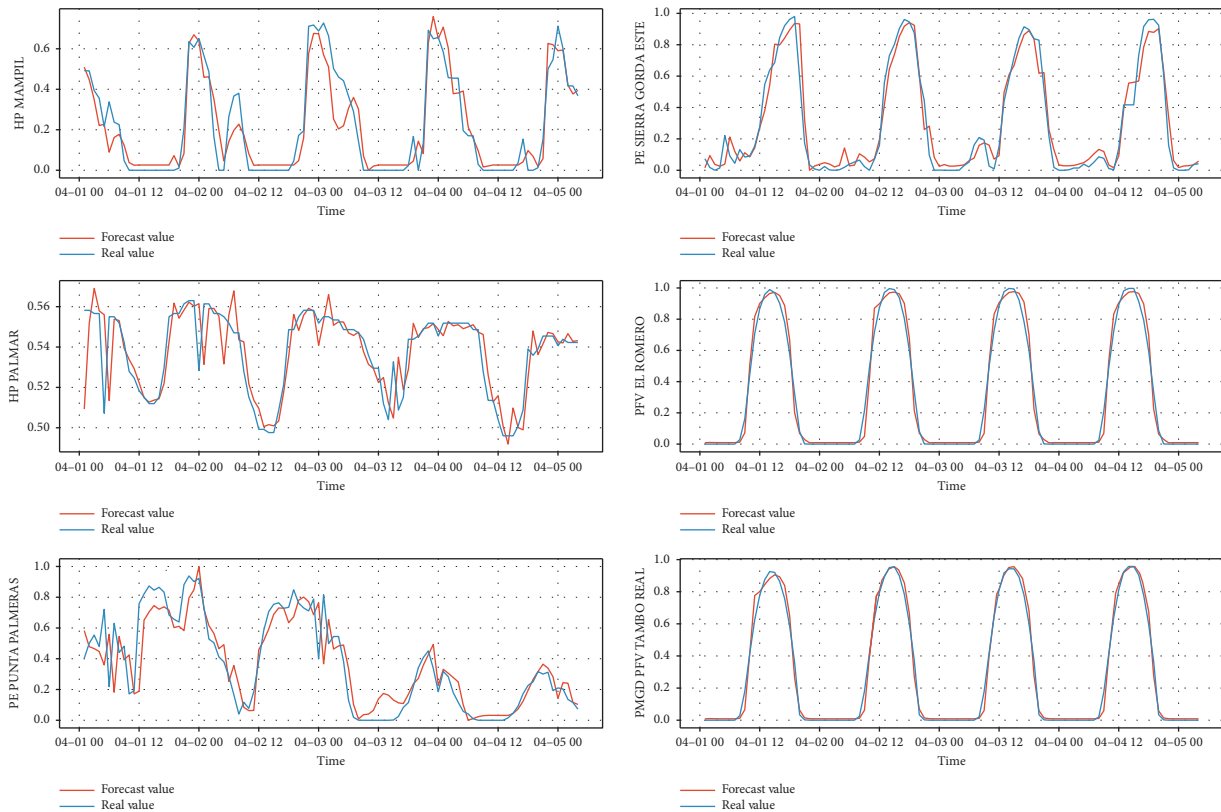 HP MAMPIL
0.6
0.4
0.2
0.0
04–01 00 04–01 12 04–02 00 04–02 12 04–03 00 04–03 12 04–04 00 04–04 12 04–05 00
Time
Forecast value
Real value
PE SIERRA GORDA ESTE
1.0
0.8
0.6
0.4
0.2
0.0
04–01 00 04–01 12 04–02 00 04–02 12 04–03 00 04–03 12 04–04 00 04–04 12 04–05 00
Time
Forecast value
Real value
HP PALMAR
0.56
0.54
0.52
0.50
04–01 00 04–01 12 04–02 00 04–02 12 04–03 00 04–03 12 04–04 00 04–04 12 04–05 00
Time
Forecast value
Real value
PFV EL ROMERO
1.0
0.8
0.6
0.4
0.2
0.0
04–01 00 04–01 12 04–02 00 04–02 12 04–03 00 04–03 12 04–04 00 04–04 12 04–05 00
Time
Forecast value
Real value
PE PUNTA PALMERAS
1.0
0.8
0.6
0.4
0.2
0.0
04–01 00 04–01 12 04–02 00 04–02 12 04–03 00 04–03 12 04–04 00 04–04 12 04–05 00
Time
Forecast value
Real value
PMGD PFV TAMBO REAL
1.0
0.8
0.6
0.4
0.2
0.0
04–01 00 04–01 12 04–02 00 04–02 12 04–03 00 04–03 12 04–04 00 04–04 12 04–05 00
Time
Forecast value
Real value